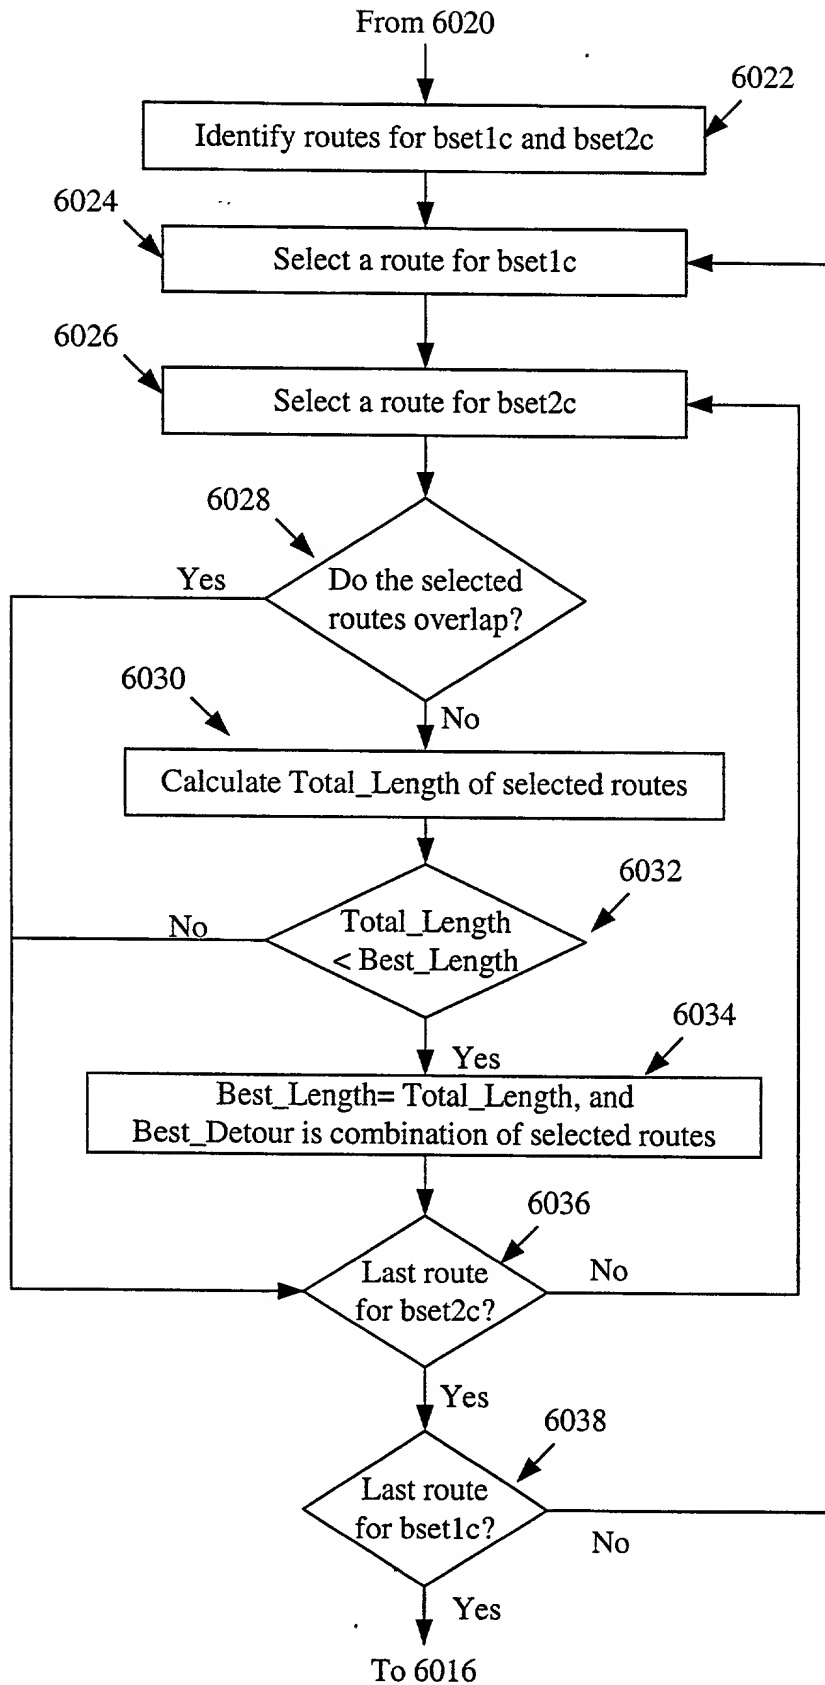 From 6020
6022
Identify routes for bset1c and bset2c
6024
Select a route for bset1c
6026
Select a route for bset2c
6028
Yes
Do the selected
routes overlap?
6030
No
Calculate Total_Length of selected routes
6032
No
Total_Length
< Best_Length
6034
Yes
Best_Length= Total_Length, and
Best_Detour is combination of selected routes
6036
Last route
for bset2c?
No
Yes
6038
Last route
for bset1c?
No
Yes
To 6016